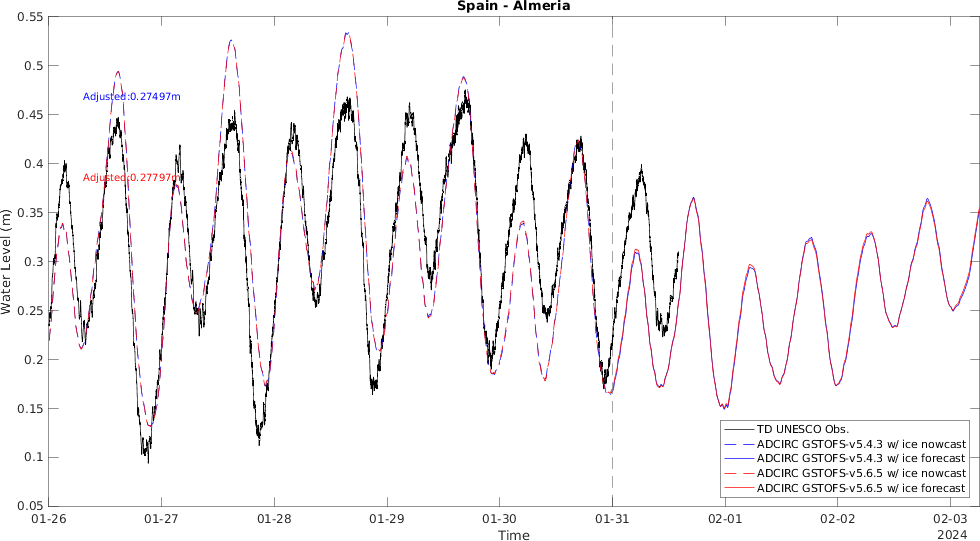 Spain - Almeria
0.55
0.5
0.45
0.4
0.35
0.3
0.25
0.2
0.15
0.1
0.05
Water Level (m)
Adjusted:0.27497m
Adjusted:0.27797m
TD UNESCO Obs.
ADCIRC GSTOFS-v5.4.3 w/ ice nowcast
ADCIRC GSTOFS-v5.4.3 w/ ice forecast
ADCIRC GSTOFS-v5.6.5 w/ ice nowcast
ADCIRC GSTOFS-v5.6.5 w/ ice forecast
01-26 01-27 01-28 01-29 01-30 01-31 02-01 02-02 02-03
Time
2024